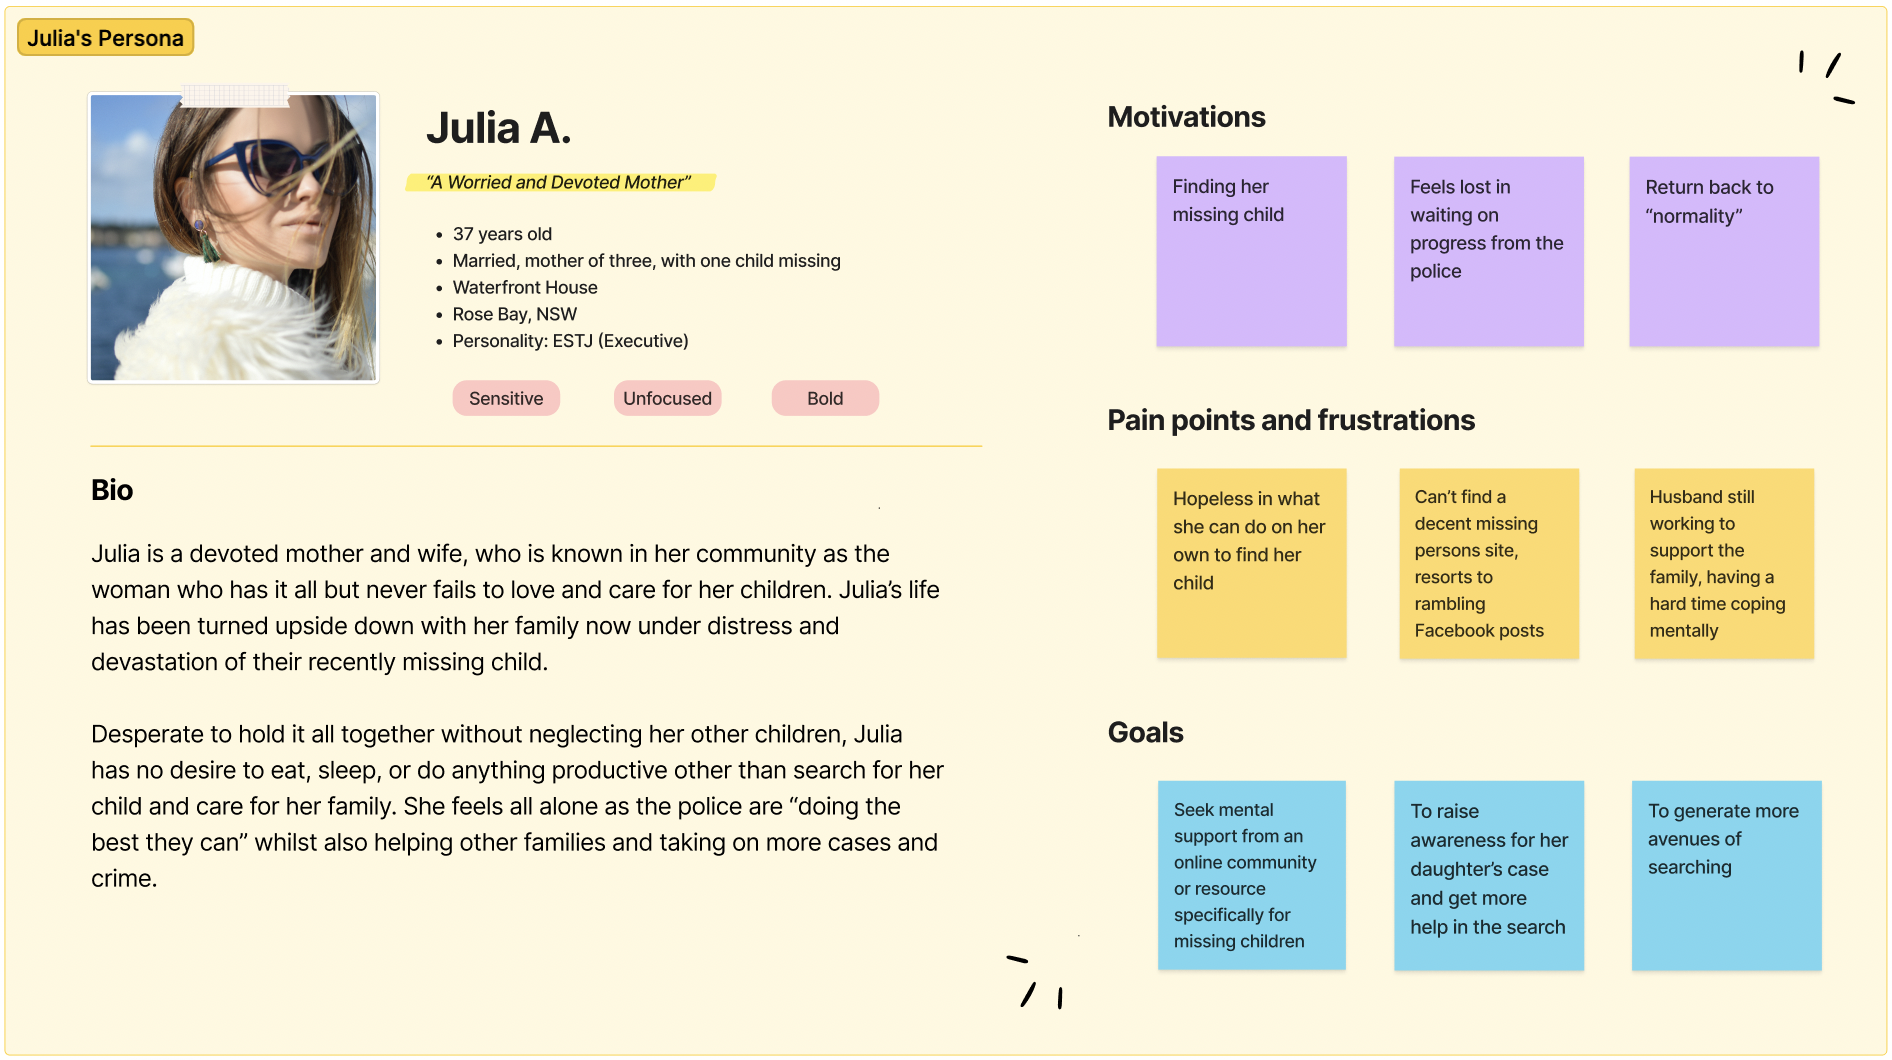 Julia's Persona
Julia A.
“A Worried and Devoted Mother”
• 37 years old
• Married, mother of three, with one child missing
• Waterfront House
• Rose Bay, NSW
• Personality: ESTJ (Executive)
Sensitive
Unfocused
Bold
Bio
Julia is a devoted mother and wife, who is known in her community as the
woman who has it all but never fails to love and care for her children. Julia’s life
has been turned upside down with her family now under distress and
devastation of their recently missing child.
Desperate to hold it all together without neglecting her other children, Julia
has no desire to eat, sleep, or do anything productive other than search for her
child and care for her family. She feels all alone as the police are “doing the
best they can” whilst also helping other families and taking on more cases and
crime.
Motivations
Finding her
missing child
Feels lost in
waiting on
progress from the
police
Return back to
“normality”
Pain points and frustrations
Hopeless in what
she can do on her
own to find her
child
Can’t find a
decent missing
persons site,
resorts to
rambling
Facebook posts
Husband still
working to
support the
family, having a
hard time coping
mentally
Goals
Seek mental
support from an
online community
or resource
specifically for
missing children
To raise
awareness for her
daughter’s case
and get more
help in the search
To generate more
avenues of
searching